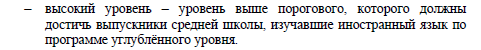 – высокий уровень – уровень выше порогового, которого должны
достичь выпускники средней школы, изучавшие иностранный язык по
программе углублённого уровня.